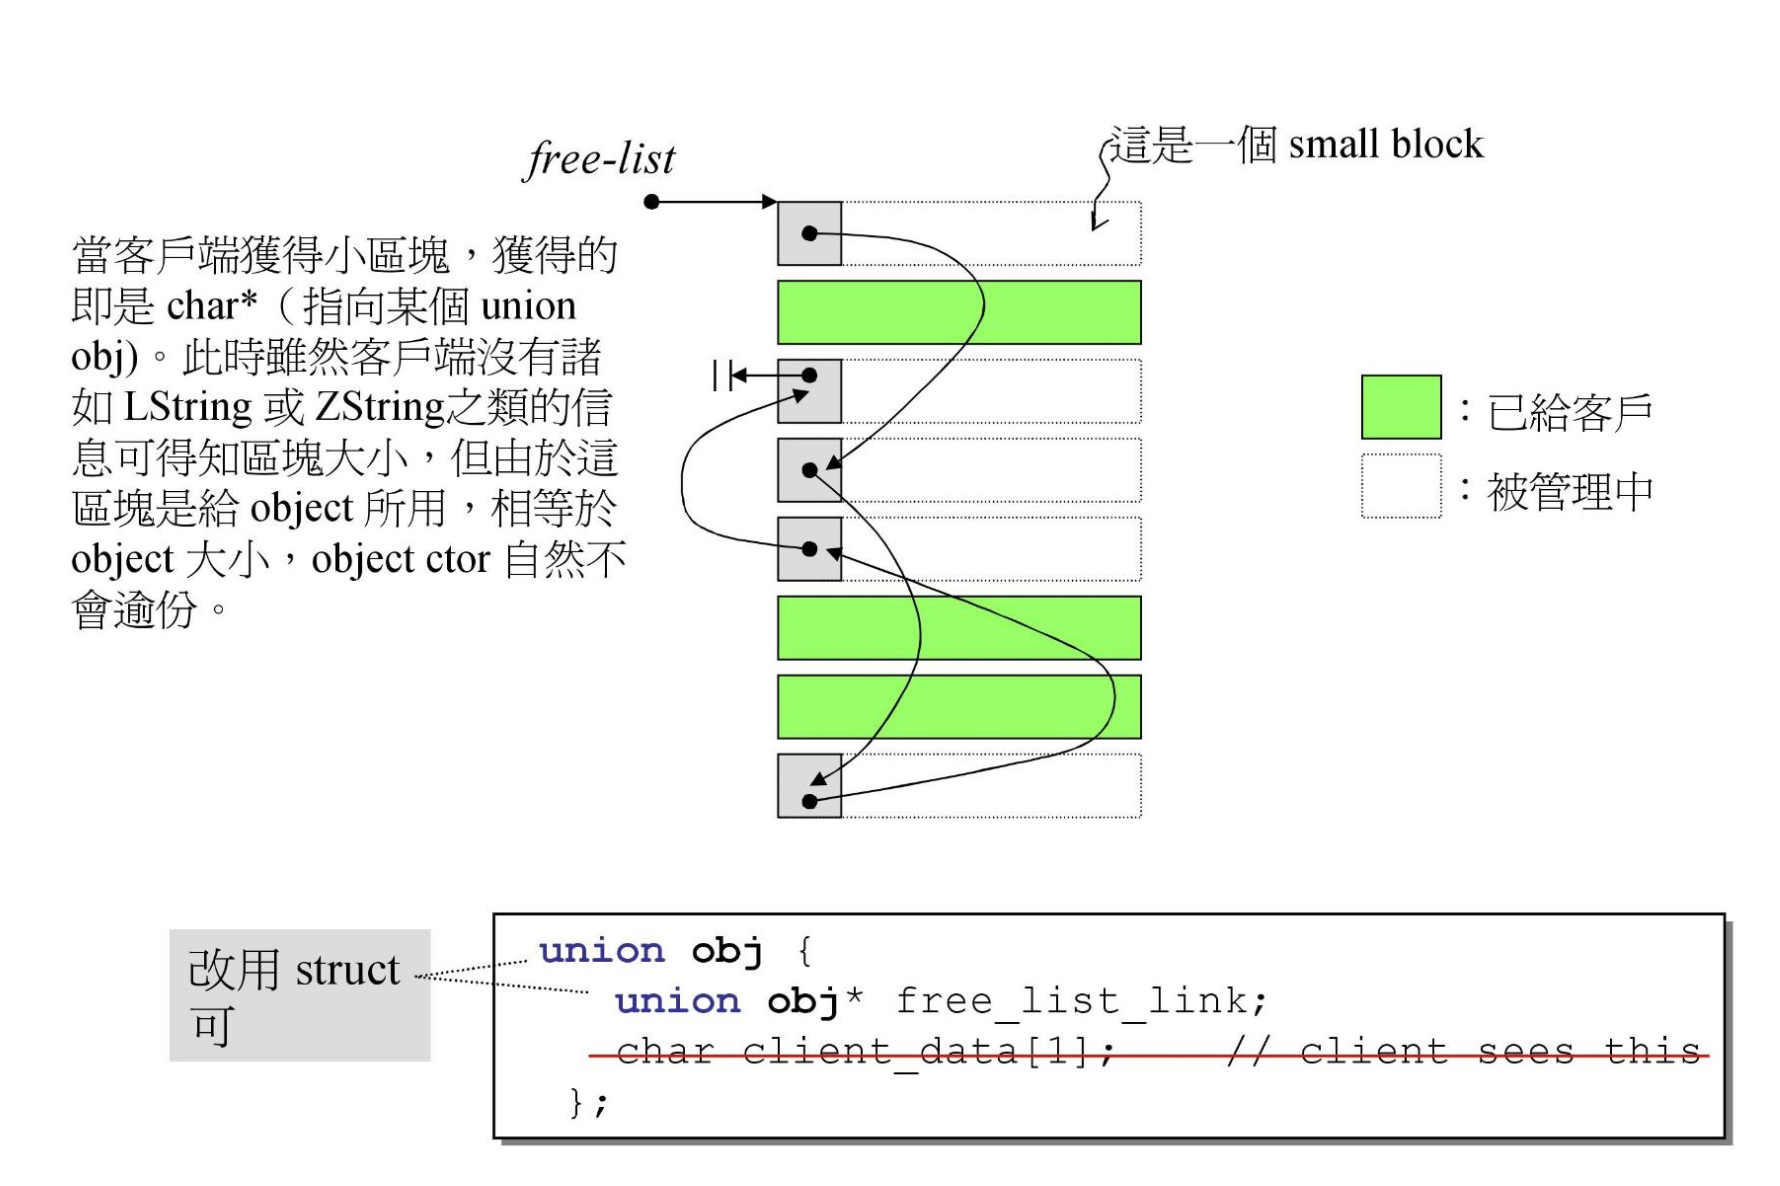 free-list
這是一個 small block
當客戶端獲得小區塊，獲得的
即是 char*（指向某個 union
obj)。此時雖然客戶端沒有諸
如 LString 或 ZString之類的信
息可得知區塊大小，但由於這
區塊是給 object 所用，相等於
object 大小，object ctor 自然不
會逾份。
：已給客戶
：被管理中
改用 struct
可
union obj {
union obj* free_list_link;
char client_data[1]; // client sees this
};